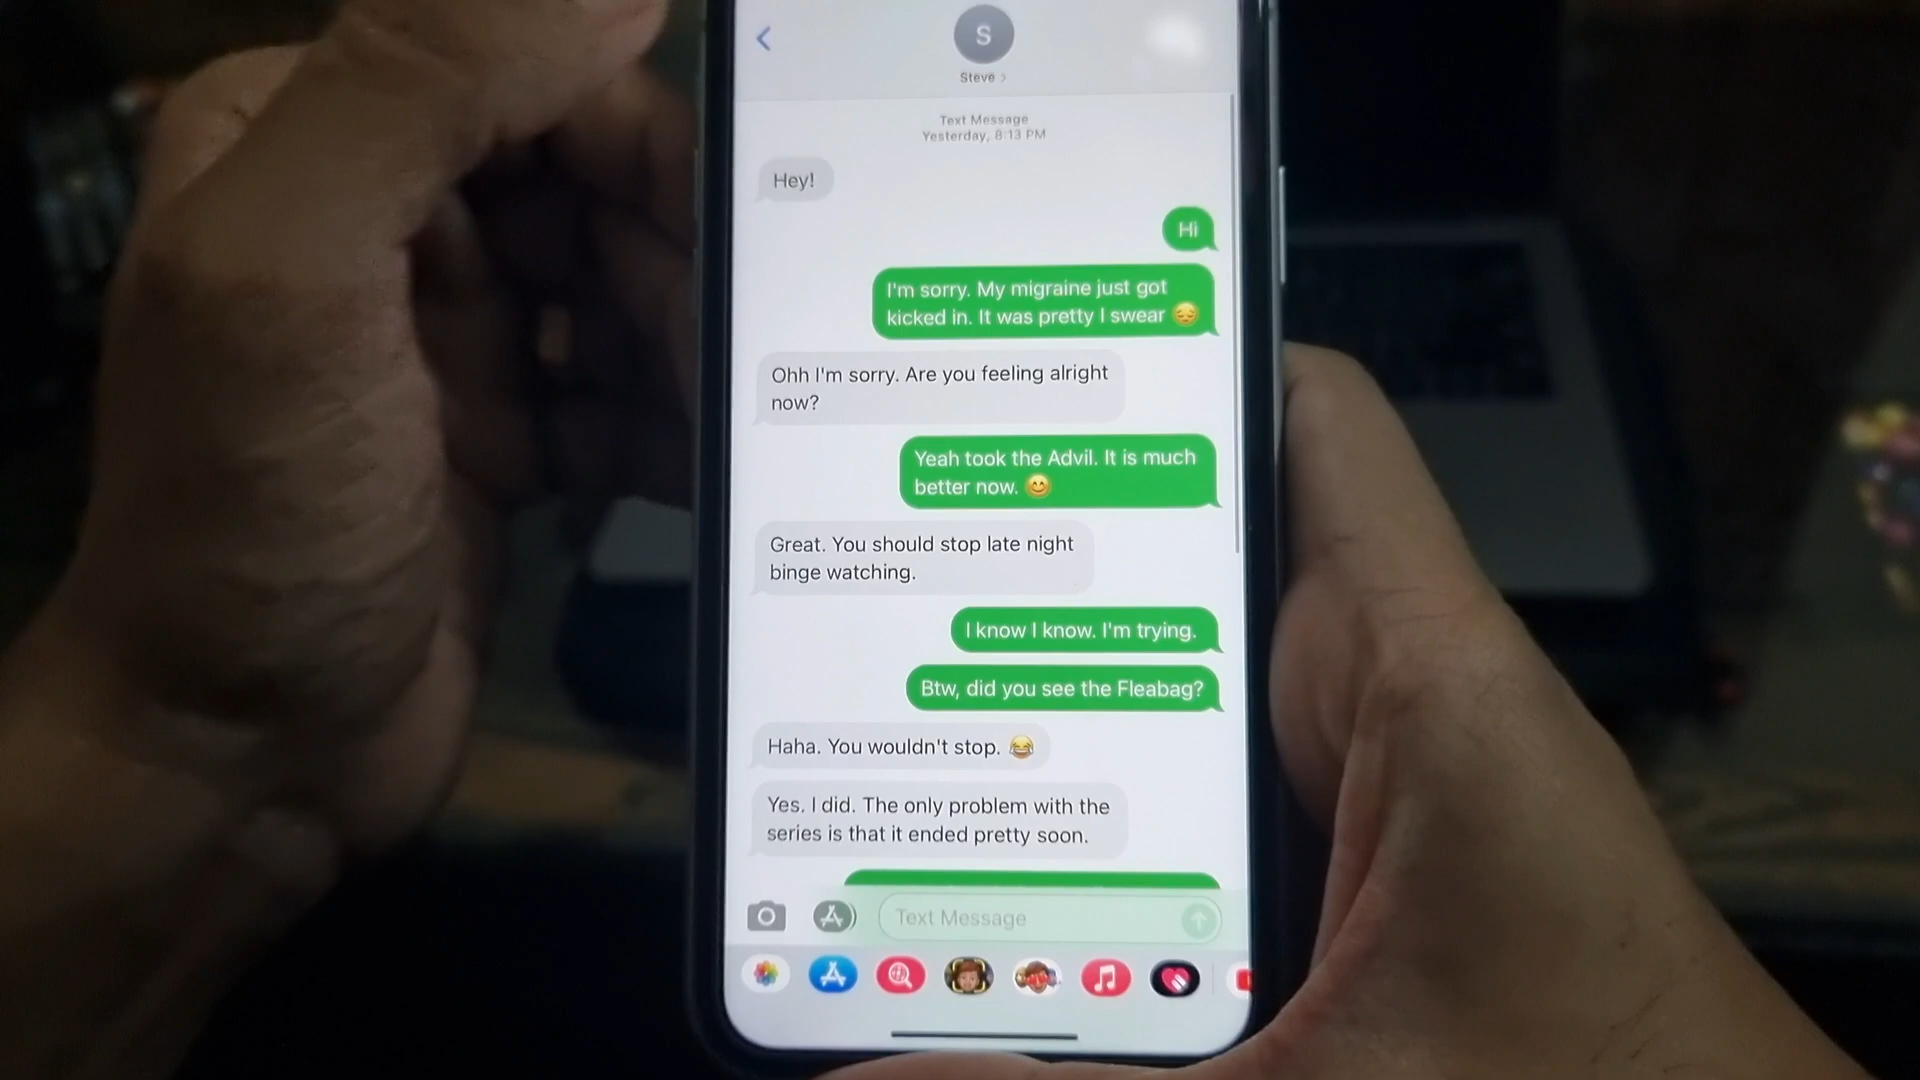 S
Steve
Text Message
Yesterday, 8:13 PM
Hey!
Hi
I'm sorry. My migraine just got
kicked in. It was pretty I swear 😔
Ohh I'm sorry. Are you feeling alright
now?
Yeah took the Advil. It is much
better now. 😊
Great. You should stop late night
binge watching.
I know I know. I'm trying.
Btw, did you see the Fleabag?
Haha. You wouldn't stop. 😂
Yes. I did. The only problem with the
series is that it ended pretty soon.
Text Message